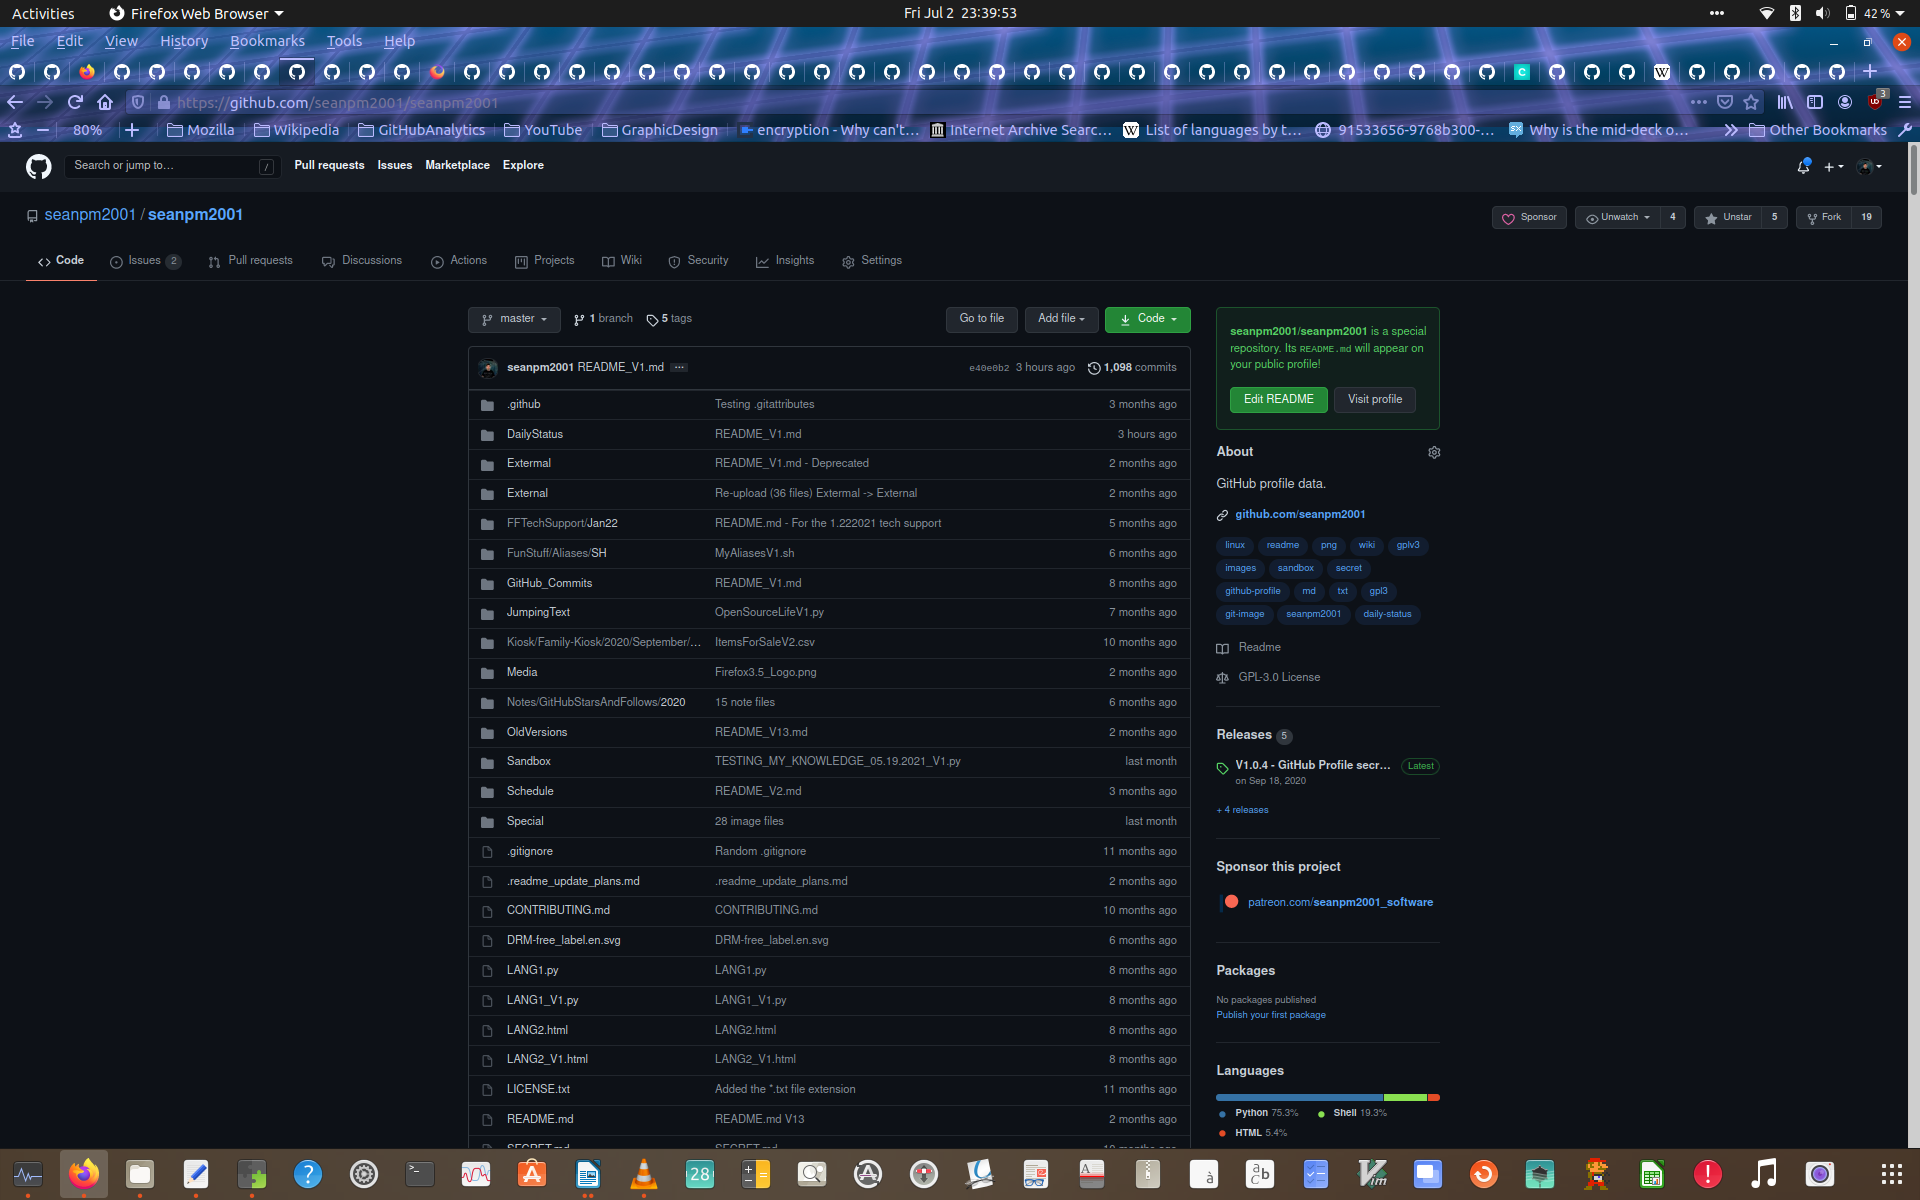 Activities Firefox Web Browser Fri Jul 2 23:39:53 42 %
File Edit View History Bookmarks Tools Help
https://github.com/seanpm2001/seanpm2001 3
80% Mozilla Wikipedia GitHubAnalytics YouTube GraphicDesign encryption - Why can't… Internet Archive Searc… List of languages by t… 91533656-9768b300-… Why is the mid-deck o… Other Bookmarks
Search or jump to… / Pull requests Issues Marketplace Explore
seanpm2001 / seanpm2001 Sponsor Unwatch 4 Unstar 5 Fork 19
Code Issues 2 Pull requests Discussions Actions Projects Wiki Security Insights Settings
master 1 branch 5 tags Go to file Add file Code
seanpm2001 README_V1.md ... e40e0b2 3 hours ago 1,098 commits
.github Testing .gitattributes 3 months ago
DailyStatus README_V1.md 3 hours ago
Extermal README_V1.md - Deprecated 2 months ago
External Re-upload (36 files) Extermal -> External 2 months ago
FFTechSupport/Jan22 README.md - For the 1.222021 tech support 5 months ago
FunStuff/Aliases/SH MyAliasesV1.sh 6 months ago
GitHub_Commits README_V1.md 8 months ago
JumpingText OpenSourceLifeV1.py 7 months ago
Kiosk/Family-Kiosk/2020/September/… ItemsForSaleV2.csv 10 months ago
Media Firefox3.5_Logo.png 2 months ago
Notes/GitHubStarsAndFollows/2020 15 note files 6 months ago
OldVersions README_V13.md 2 months ago
Sandbox TESTING_MY_KNOWLEDGE_05.19.2021_V1.py last month
Schedule README_V2.md 3 months ago
Special 28 image files last month
.gitignore Random .gitignore 11 months ago
.readme_update_plans.md .readme_update_plans.md 2 months ago
CONTRIBUTING.md CONTRIBUTING.md 10 months ago
DRM-free_label.en.svg DRM-free_label.en.svg 6 months ago
LANG1.py LANG1.py 8 months ago
LANG1_V1.py LANG1_V1.py 8 months ago
LANG2.html LANG2.html 8 months ago
LANG2_V1.html LANG2_V1.html 8 months ago
LICENSE.txt Added the *.txt file extension 11 months ago
README.md README.md V13 2 months ago
SECRET.md SECRET.md 10 months ago
seanpm2001/seanpm2001 is a special
repository. Its README.md will appear on
your public profile!
Edit README Visit profile
About
GitHub profile data.
github.com/seanpm2001
linux readme png wiki gplv3
images sandbox secret
github-profile md txt gpl3
git-image seanpm2001 daily-status
Readme
GPL-3.0 License
Releases 5
V1.0.4 - GitHub Profile secr... Latest
on Sep 18, 2020
+ 4 releases
Sponsor this project
patreon.com/seanpm2001_software
Packages
No packages published
Publish your first package
Languages
Python 75.3% Shell 19.3%
HTML 5.4%
28